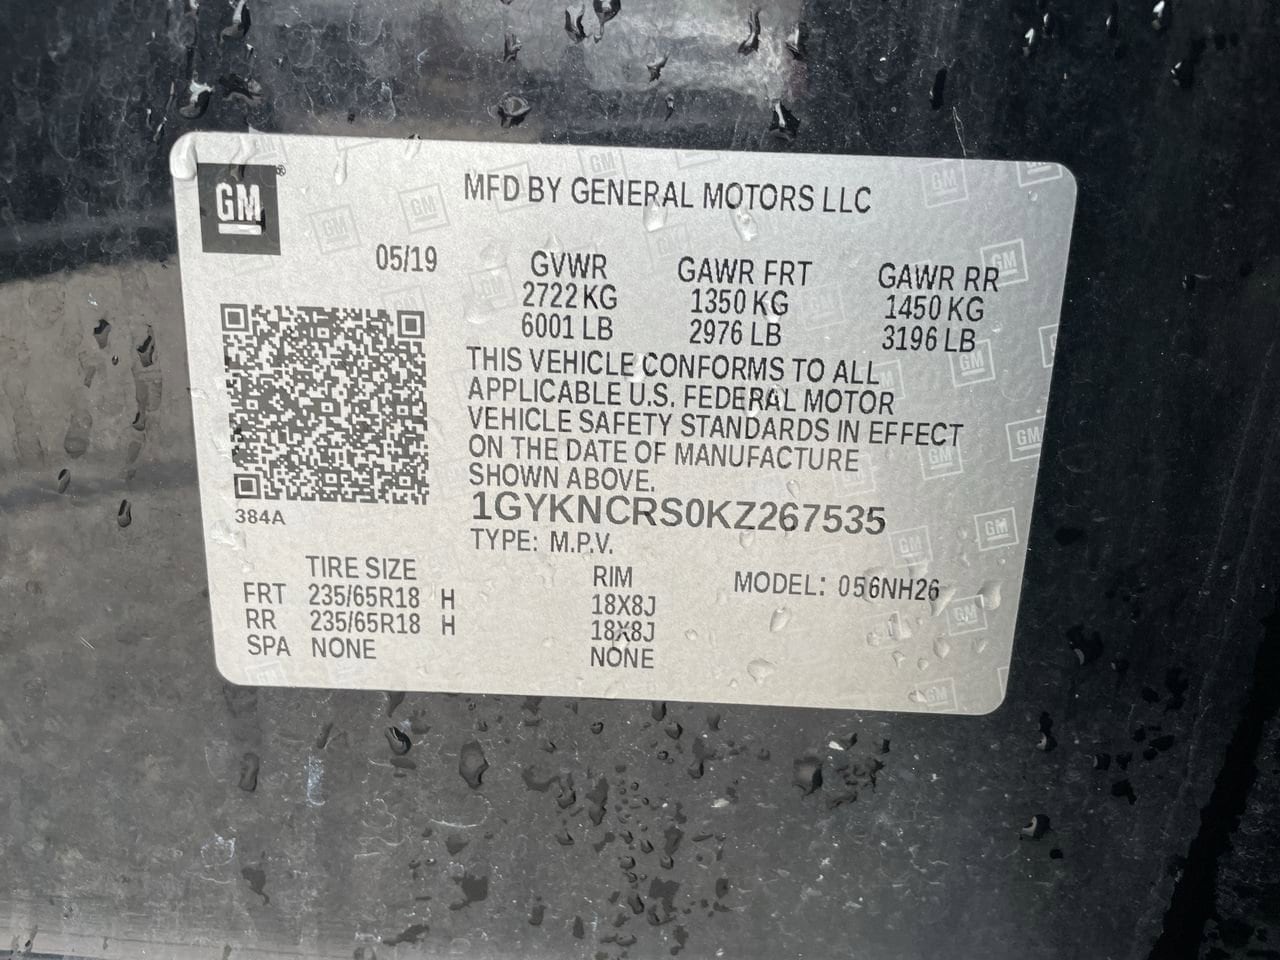 GM
MFD BY GENERAL MOTORS LLC
05/19
GVWR GAWR FRT GAWR RR
2722 KG 1350 KG 1450 KG
6001 LB 2976 LB 3196 LB
THIS VEHICLE CONFORMS TO ALL
APPLICABLE U.S. FEDERAL MOTOR
VEHICLE SAFETY STANDARDS IN EFFECT
ON THE DATE OF MANUFACTURE
SHOWN ABOVE.
1GYKNCRS0KZ267535
384A
TYPE: M.P.V.
TIRE SIZE RIM MODEL: 056NH26
FRT 235/65R18 H 18X8J
RR 235/65R18 H 18X8J
SPA NONE NONE